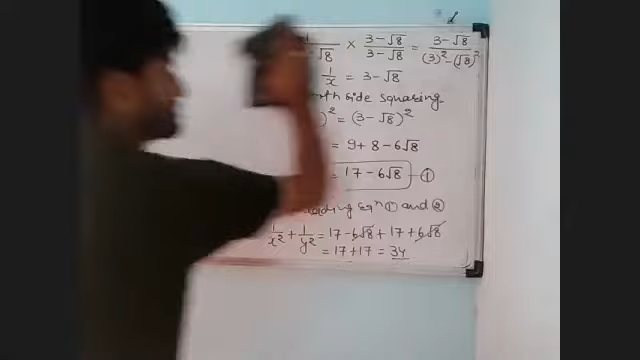 1/ -√8 × 3-√8/3-√8 = 3-√8/(3)²-(√8)²
1/x = 3-√8
side squaring
)² = (3-√8)²
= 9+8-6√8
= 17-6√8 -①
eqⁿ ① and ②
1/x² + 1/y² = 17-6√8 + 17+6√8
= 17+17 = 34